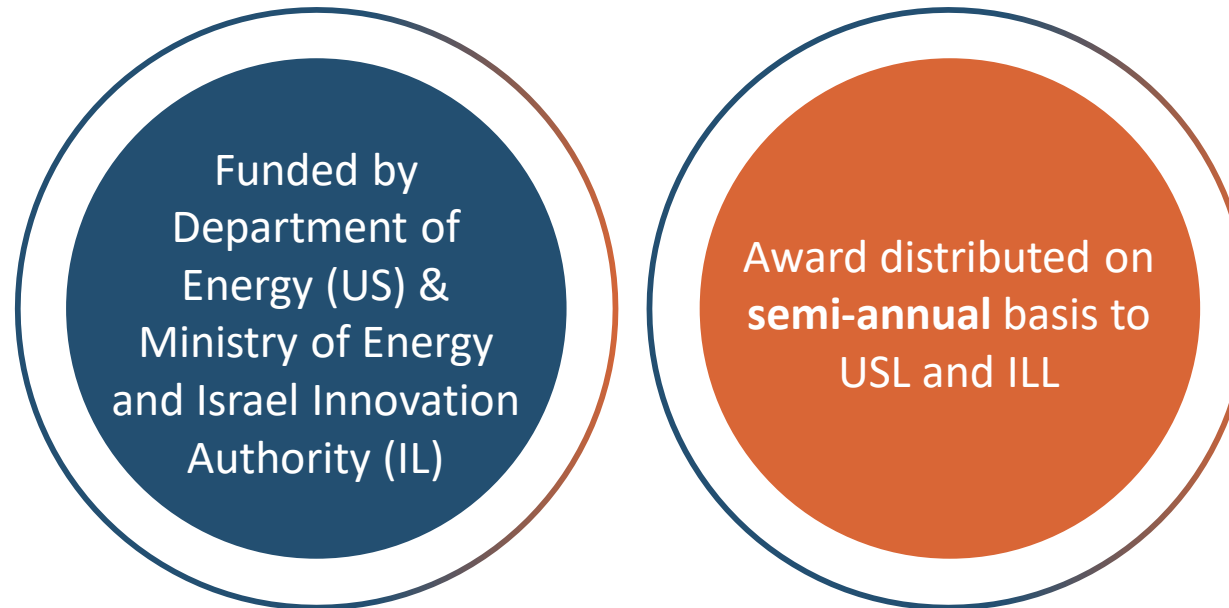 Funded by
Department of
Energy (US) &
Ministry of Energy
and Israel Innovation
Authority (IL)
Award distributed on
semi-annual basis to
USL and ILL